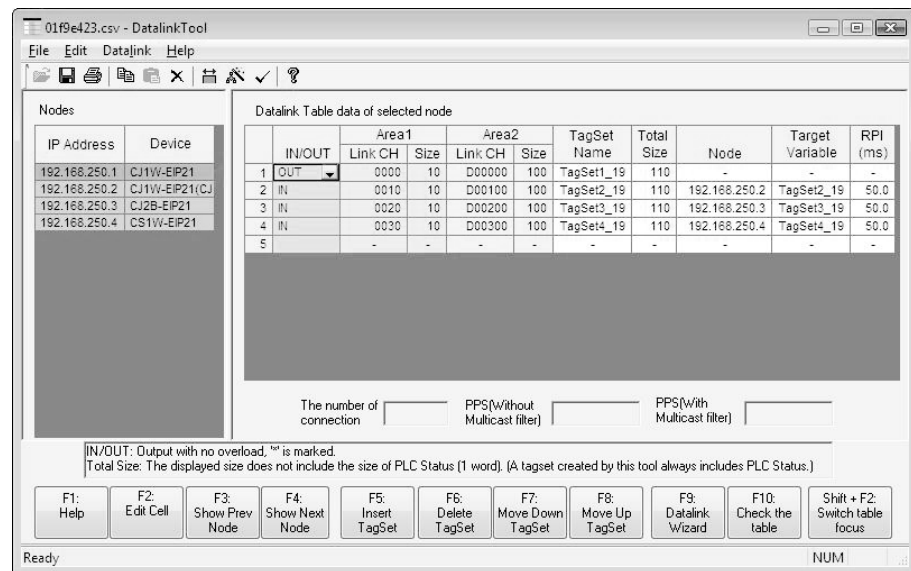 01f9e423.csv - DatalinkTool
File Edit Datalink Help
Nodes
IP Address Device
192.168.250.1 CJ1W-EIP21
192.168.250.2 CJ1W-EIP21(CJ
192.168.250.3 CJ2B-EIP21
192.168.250.4 CS1W-EIP21
Datalink Table data of selected node
IN/OUT Area1 Area2 TagSet Name Total Size Node Target Variable RPI (ms)
Link CH Size Link CH Size
1 OUT 0000 10 D00000 100 TagSet1_19 110 - - -
2 IN 0010 10 D00100 100 TagSet2_19 110 192.168.250.2 TagSet2_19 50.0
3 IN 0020 10 D00200 100 TagSet3_19 110 192.168.250.3 TagSet3_19 50.0
4 IN 0030 10 D00300 100 TagSet4_19 110 192.168.250.4 TagSet4_19 50.0
5 - - - - - - - - -
The number of connection
PPS(Without Multicast filter)
PPS(With Multicast filter)
IN/OUT: Output with no overload, '*' is marked.
Total Size: The displayed size does not include the size of PLC Status (1 word). (A tagset created by this tool always includes PLC Status.)
F1: Help
F2: Edit Cell
F3: Show Prev Node
F4: Show Next Node
F5: Insert TagSet
F6: Delete TagSet
F7: Move Down TagSet
F8: Move Up TagSet
F9: Datalink Wizard
F10: Check the table
Shift + F2: Switch table focus
Ready
NUM